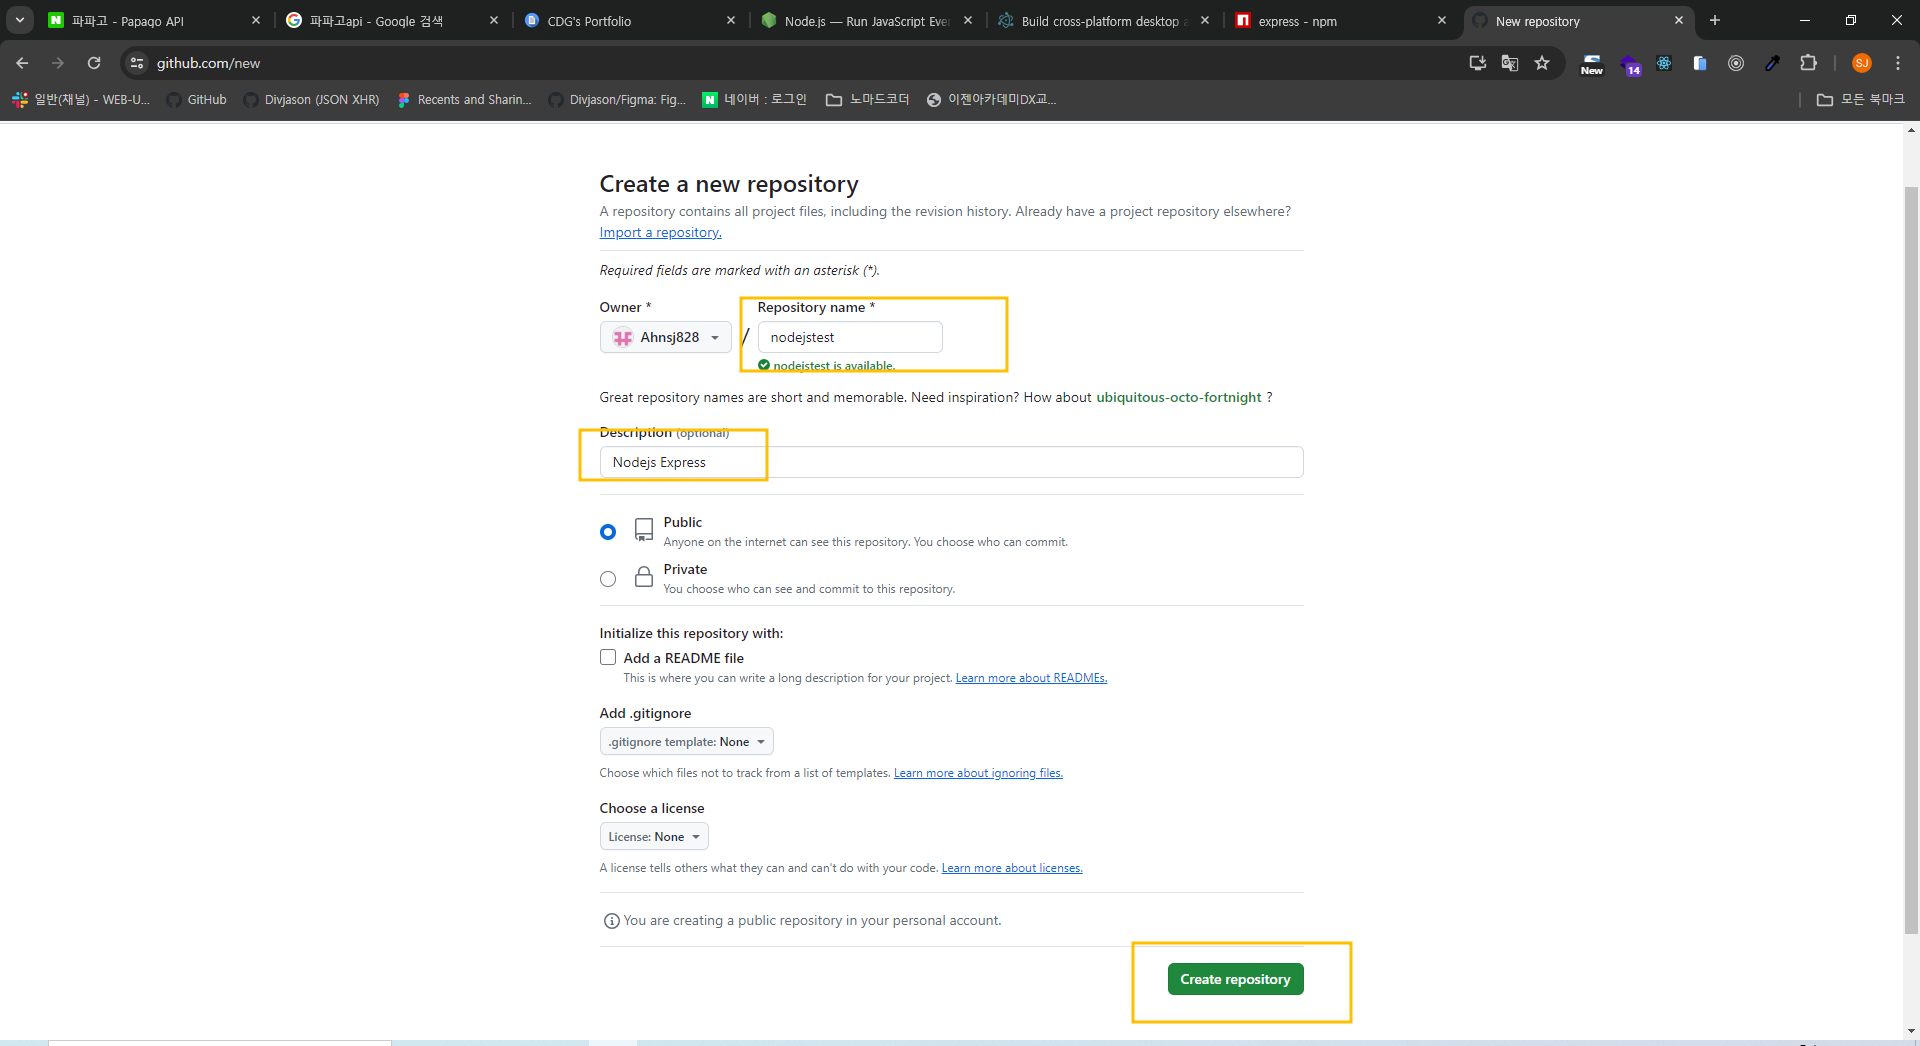 파파고 - Papago API
파파고api - Google 검색
CDG's Portfolio
Node.js — Run JavaScript Ever
Build cross-platform desktop a
express - npm
New repository
github.com/new
New
14
SJ
일반(채널) - WEB-U...
GitHub
Divjason (JSON XHR)
Recents and Sharin...
Divjason/Figma: Fig...
네이버 : 로그인
노마드코더
이젠아카데미DX교...
모든 북마크
Create a new repository
A repository contains all project files, including the revision history. Already have a project repository elsewhere?
Import a repository.
Required fields are marked with an asterisk (*).
Owner *
Repository name *
Ahnsj828
/
nodejstest
nodejstest is available.
Great repository names are short and memorable. Need inspiration? How about ubiquitous-octo-fortnight ?
Description (optional)
Nodejs Express
Public
Anyone on the internet can see this repository. You choose who can commit.
Private
You choose who can see and commit to this repository.
Initialize this repository with:
Add a README file
This is where you can write a long description for your project. Learn more about READMEs.
Add .gitignore
.gitignore template: None
Choose which files not to track from a list of templates. Learn more about ignoring files.
Choose a license
License: None
A license tells others what they can and can't do with your code. Learn more about licenses.
You are creating a public repository in your personal account.
Create repository